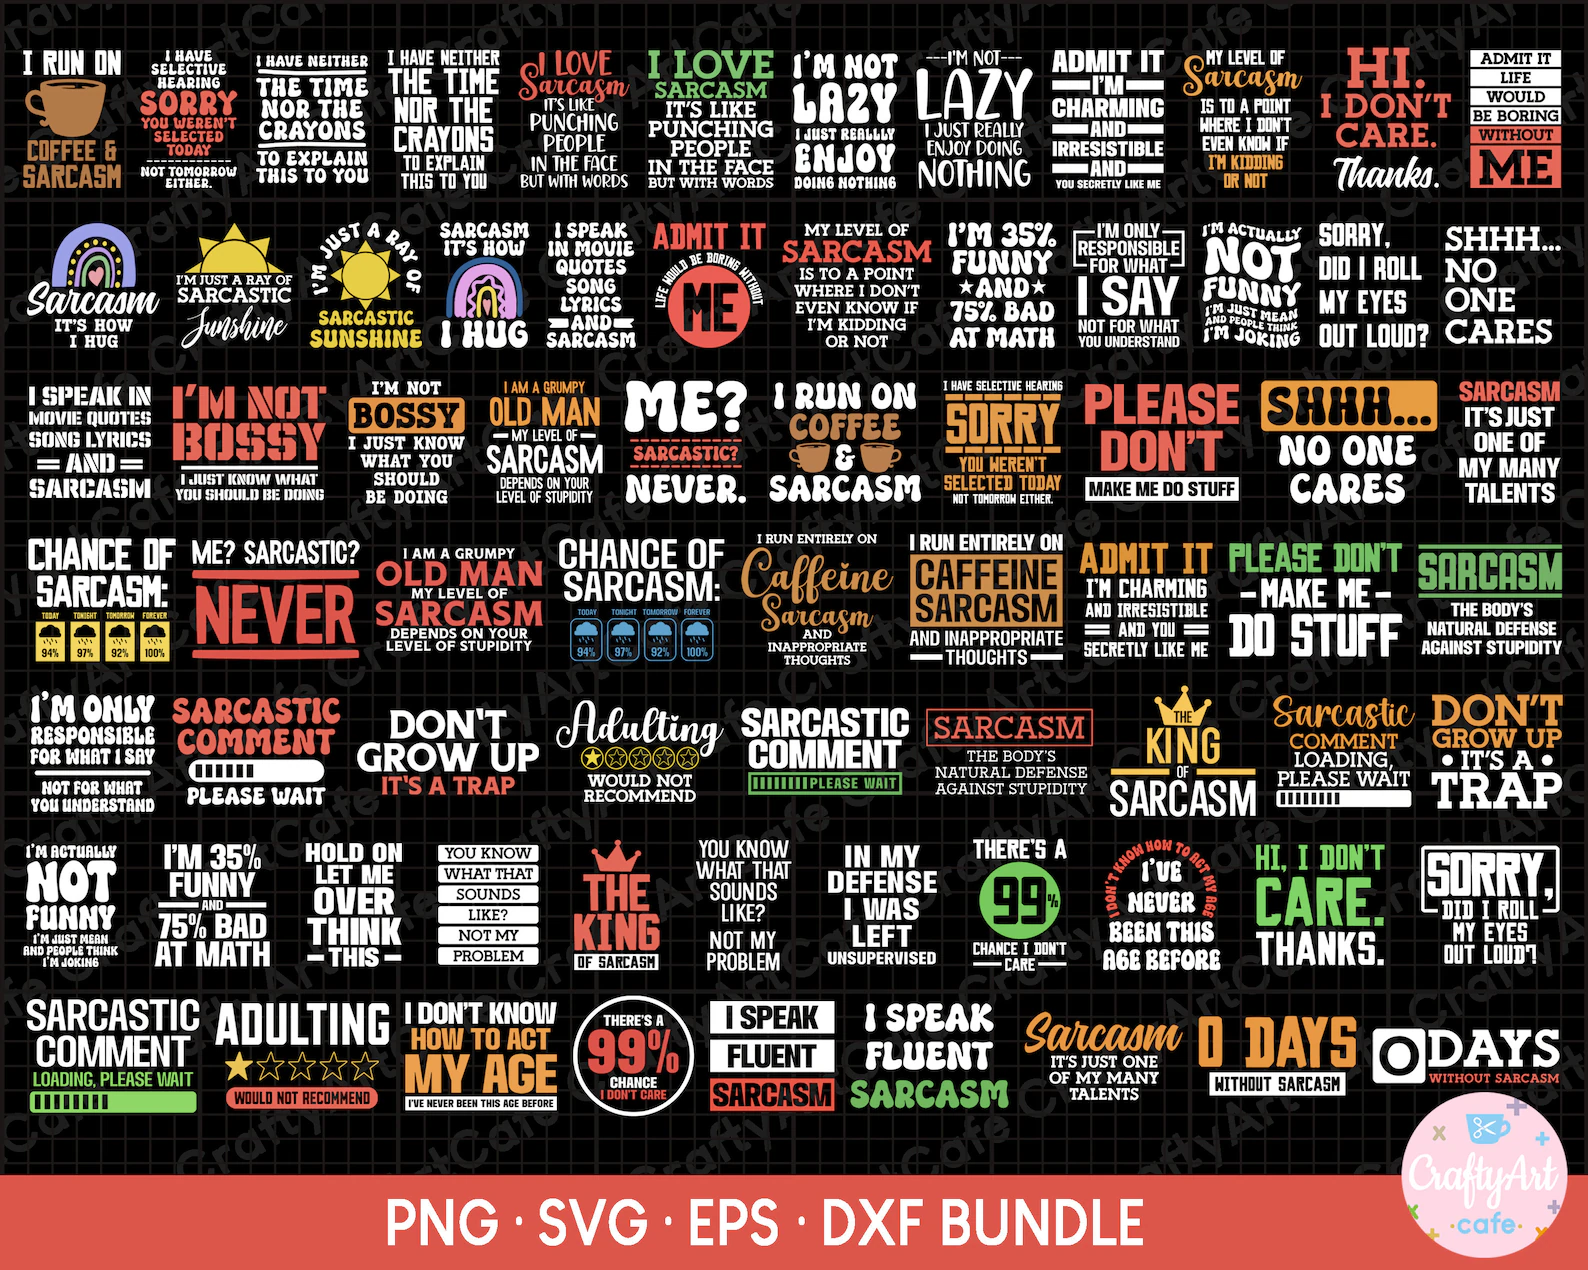 I RUN ON
COFFEE &
SARCASM
I HAVE
SELECTIVE
HEARING
SORRY
YOU WEREN'T
SELECTED
TODAY
NOT TOMORROW
EITHER.
I HAVE NEITHER
THE TIME
NOR THE
CRAYONS
TO EXPLAIN
THIS TO YOU
I HAVE NEITHER
THE TIME
NOR THE
CRAYONS
TO EXPLAIN
THIS TO YOU
I LOVE
Sarcasm
IT'S LIKE
PUNCHING
PEOPLE
IN THE FACE
BUT WITH WORDS
I LOVE
SARCASM
IT'S LIKE
PUNCHING
PEOPLE
IN THE FACE
BUT WITH WORDS
I'M NOT
LAZY
I JUST REALLLY
ENJOY
DOING NOTHING
I'M NOT
LAZY
I JUST REALLY
ENJOY DOING
NOTHING
ADMIT IT
I'M
CHARMING
AND
IRRESISTIBLE
AND
YOU SECRETLY LIKE ME
MY LEVEL OF
Sarcasm
IS TO A POINT
WHERE I DON'T
EVEN KNOW IF
I'M KIDDING
OR NOT
HI.
I DON'T
CARE.
Thanks.
ADMIT IT
LIFE
WOULD
BE BORING
WITHOUT
ME
Sarcasm
IT'S HOW
I HUG
I'M JUST A RAY OF
SARCASTIC
Sunshine
I'M JUST A RAY OF
SARCASTIC
SUNSHINE
SARCASM
IT'S HOW
I HUG
I SPEAK
IN MOVIE
QUOTES
SONG
LYRICS
AND
SARCASM
ADMIT IT
LIFE WOULD BE BORING WITHOUT
ME
MY LEVEL OF
SARCASM
IS TO A POINT
WHERE I DON'T
EVEN KNOW IF
I'M KIDDING
OR NOT
I'M 35%
FUNNY
★AND★
75% BAD
AT MATH
I'M ONLY
RESPONSIBLE
FOR WHAT
I SAY
NOT FOR WHAT
YOU UNDERSTAND
I'M ACTUALLY
NOT
FUNNY
I'M JUST MEAN
AND PEOPLE THINK
I'M JOKING
SORRY,
DID I ROLL
MY EYES
OUT LOUD?
SHHH...
NO
ONE
CARES
I SPEAK IN
MOVIE QUOTES
SONG LYRICS
AND
SARCASM
I'M NOT
BOSSY
I JUST KNOW WHAT
YOU SHOULD BE DOING
I'M NOT
BOSSY
I JUST KNOW
WHAT YOU
SHOULD
BE DOING
I AM A GRUMPY
OLD MAN
MY LEVEL OF
SARCASM
DEPENDS ON YOUR
LEVEL OF STUPIDITY
ME?
SARCASTIC?
NEVER.
I RUN ON
COFFEE
&
SARCASM
I HAVE SELECTIVE HEARING
SORRY
YOU WEREN'T
SELECTED TODAY
NOT TOMORROW EITHER.
PLEASE
DON'T
MAKE ME DO STUFF
SHHH...
NO ONE
CARES
SARCASM
IT'S JUST
ONE OF
MY MANY
TALENTS
CHANCE OF
SARCASM:
TODAY TONIGHT TOMORROW FOREVER
94% 97% 92% 100%
ME? SARCASTIC?
NEVER
I AM A GRUMPY
OLD MAN
MY LEVEL OF
SARCASM
DEPENDS ON YOUR
LEVEL OF STUPIDITY
CHANCE OF
SARCASM:
TODAY TONIGHT TOMORROW FOREVER
94% 97% 92% 100%
I RUN ENTIRELY ON
Caffeine
Sarcasm
AND
INAPPROPRIATE
THOUGHTS
I RUN ENTIRELY ON
CAFFEINE
SARCASM
AND INAPPROPRIATE
THOUGHTS
ADMIT IT
I'M CHARMING
AND IRRESISTIBLE
AND YOU
SECRETLY LIKE ME
PLEASE DON'T
-MAKE ME-
DO STUFF
SARCASM
THE BODY'S
NATURAL DEFENSE
AGAINST STUPIDITY
I'M ONLY
RESPONSIBLE
FOR WHAT I SAY
NOT FOR WHAT
YOU UNDERSTAND
SARCASTIC
COMMENT
PLEASE WAIT
DON'T
GROW UP
IT'S A TRAP
Adulting
WOULD NOT
RECOMMEND
SARCASTIC
COMMENT
PLEASE WAIT
SARCASM
THE BODY'S
NATURAL DEFENSE
AGAINST STUPIDITY
THE
KING
OF
SARCASM
Sarcastic
COMMENT
LOADING,
PLEASE WAIT
DON'T
GROW UP
• IT'S A •
TRAP
I'M ACTUALLY
NOT
FUNNY
I'M JUST MEAN
AND PEOPLE THINK
I'M JOKING
I'M 35%
FUNNY
AND
75% BAD
AT MATH
HOLD ON
LET ME
OVER
THINK
-THIS-
YOU KNOW
WHAT THAT
SOUNDS
LIKE?
NOT MY
PROBLEM
THE
KING
OF SARCASM
YOU KNOW
WHAT THAT
SOUNDS
LIKE?
NOT MY
PROBLEM
IN MY
DEFENSE
I WAS
LEFT
UNSUPERVISED
THERE'S A
99%
CHANCE I DON'T
CARE
I DON'T KNOW HOW TO ACT MY AGE
I'VE
NEVER
BEEN THIS
AGE BEFORE
HI, I DON'T
CARE.
THANKS.
SORRY,
DID I ROLL
MY EYES
OUT LOUD?
SARCASTIC
COMMENT
LOADING, PLEASE WAIT
ADULTING
WOULD NOT RECOMMEND
I DON'T KNOW
HOW TO ACT
MY AGE
I'VE NEVER BEEN THIS AGE BEFORE
THERE'S A
99%
CHANCE
I DON'T CARE
I SPEAK
FLUENT
SARCASM
I SPEAK
FLUENT
SARCASM
Sarcasm
IT'S JUST ONE
OF MY MANY
TALENTS
0 DAYS
WITHOUT SARCASM
0 DAYS
WITHOUT SARCASM
CraftyArt
cafe
PNG · SVG · EPS · DXF BUNDLE